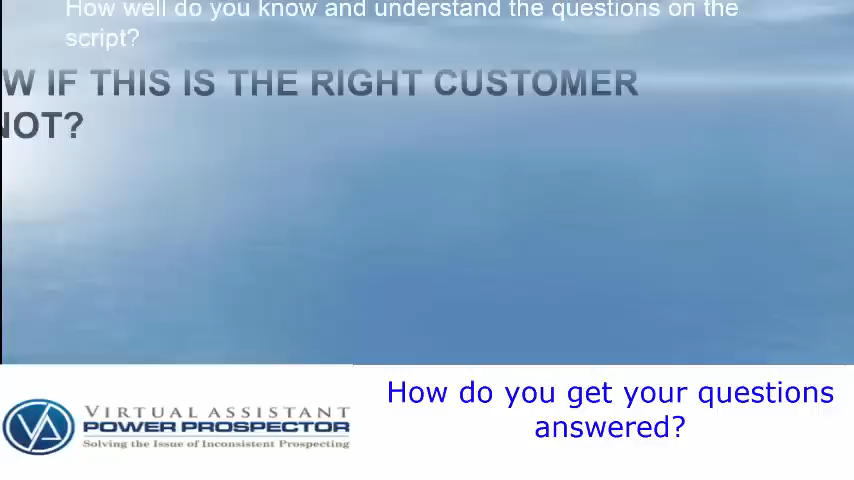 How well do you know and understand the questions on the
script?
W IF THIS IS THE RIGHT CUSTOMER
NOT?
How do you get your questions
answered?
VA
VIRTUAL ASSISTANT
POWER PROSPECTOR
Solving the Issue of Inconsistent Prospecting